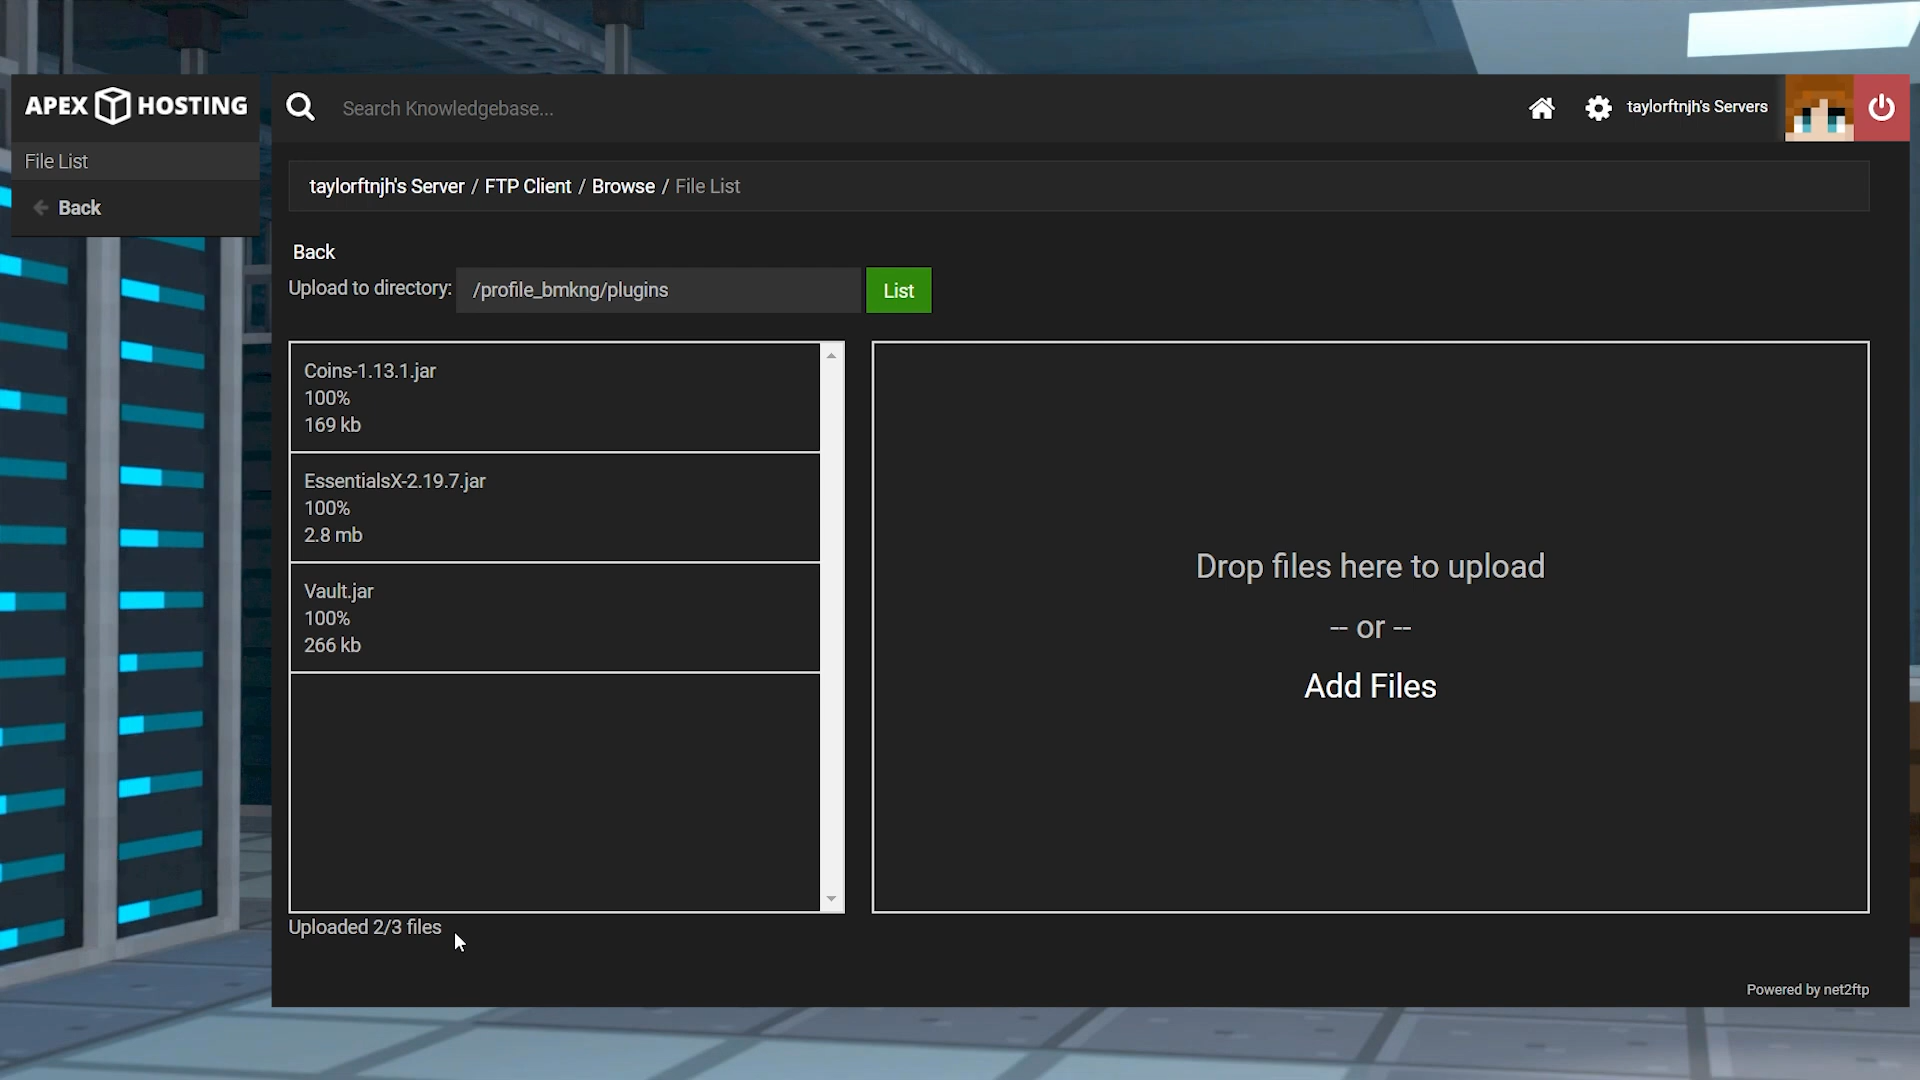 APEX HOSTING
Search Knowledgebase...
taylorftnjh's Servers
File List
Back
taylorftnjh's Server / FTP Client / Browse / File List
Back
Upload to directory: /profile_bmkng/plugins List
Coins-1.13.1.jar
100%
169 kb
EssentialsX-2.19.7.jar
100%
2.8 mb
Vault.jar
100%
266 kb
Drop files here to upload
-- or --
Add Files
Uploaded 2/3 files
Powered by net2ftp